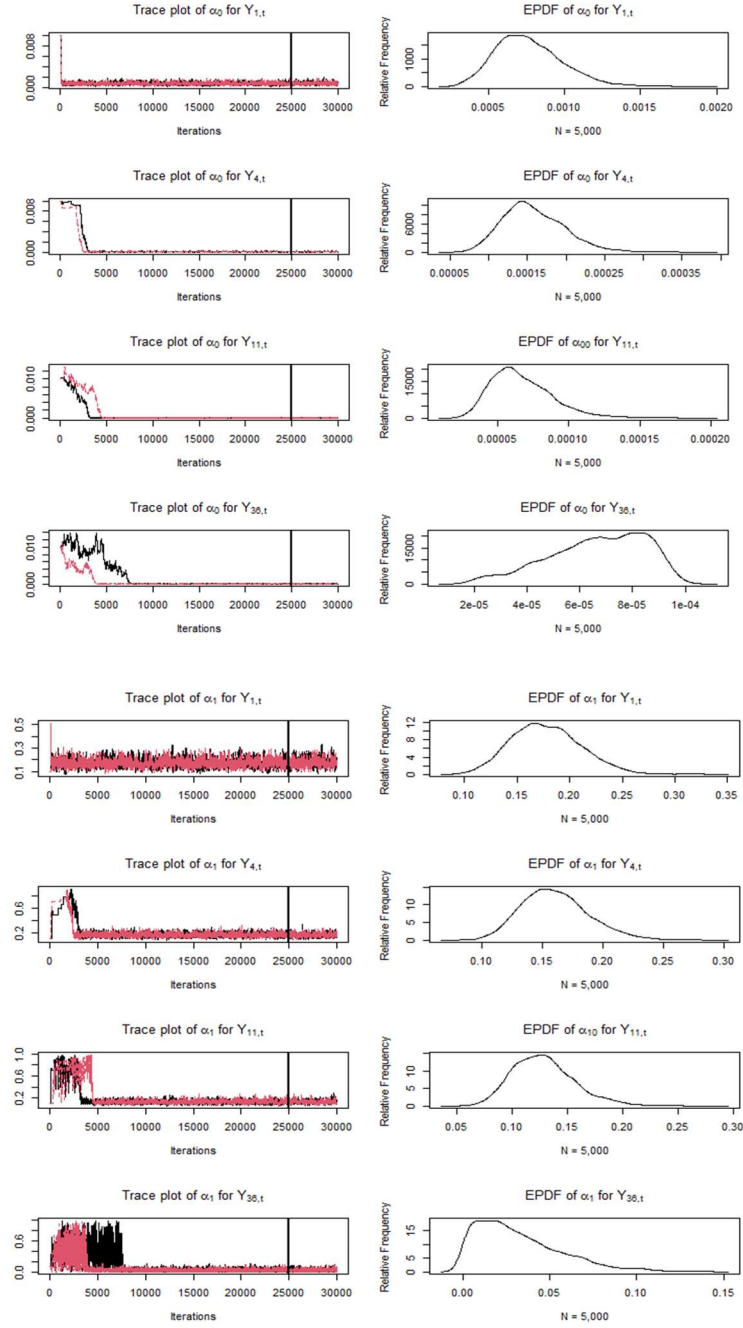 Trace plot of α0 for Y1,t
0.000 0.008
0 5000 10000 15000 20000 25000 30000
Iterations
EPDF of α0 for Y1,t
Relative Frequency
0 1000
0.0005 0.0010 0.0015 0.0020
N = 5,000
Trace plot of α0 for Y4,t
0.000 0.008
0 5000 10000 15000 20000 25000 30000
Iterations
EPDF of α0 for Y4,t
Relative Frequency
0 6000
0.00005 0.00015 0.00025 0.00035
N = 5,000
Trace plot of α0 for Y11,t
0.000 0.010
0 5000 10000 15000 20000 25000 30000
Iterations
EPDF of α00 for Y11,t
Relative Frequency
0 15000
0.00005 0.00010 0.00015 0.00020
N = 5,000
Trace plot of α0 for Y36,t
0.000 0.010
0 5000 10000 15000 20000 25000 30000
Iterations
EPDF of α0 for Y36,t
Relative Frequency
0 15000
2e-05 4e-05 6e-05 8e-05 1e-04
N = 5,000
Trace plot of α1 for Y1,t
0.1 0.3 0.5
0 5000 10000 15000 20000 25000 30000
Iterations
EPDF of α1 for Y1,t
Relative Frequency
0 2 4 6 8 12
0.10 0.15 0.20 0.25 0.30 0.35
N = 5,000
Trace plot of α1 for Y4,t
0.2 0.6
0 5000 10000 15000 20000 25000 30000
Iterations
EPDF of α1 for Y4,t
Relative Frequency
0 5 10
0.10 0.15 0.20 0.25 0.30
N = 5,000
Trace plot of α1 for Y11,t
0.2 0.6 1.0
0 5000 10000 15000 20000 25000 30000
Iterations
EPDF of α10 for Y11,t
Relative Frequency
0 5 10
0.05 0.10 0.15 0.20 0.25 0.30
N = 5,000
Trace plot of α1 for Y36,t
0.0 0.6
0 5000 10000 15000 20000 25000 30000
Iterations
EPDF of α1 for Y36,t
Relative Frequency
0 5 15
0.00 0.05 0.10 0.15
N = 5,000